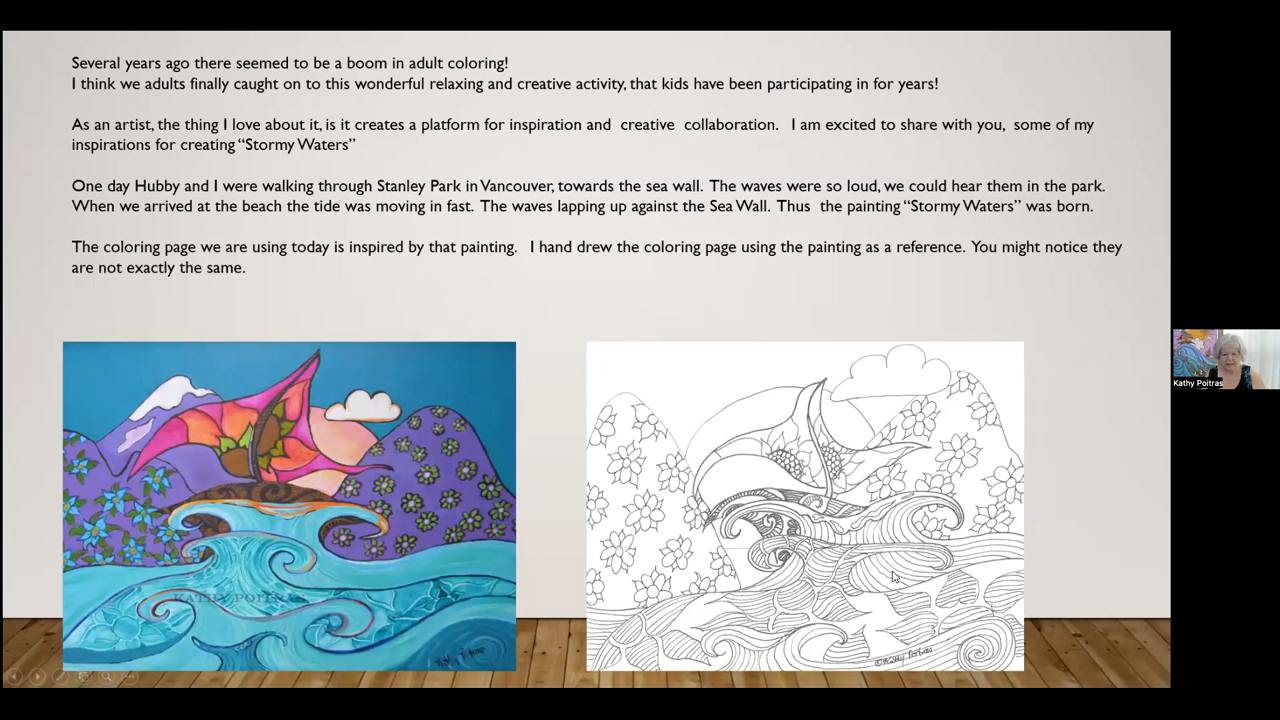 Several years ago there seemed to be a boom in adult coloring!
I think we adults finally caught on to this wonderful relaxing and creative activity, that kids have been participating in for years!
As an artist, the thing I love about it, is it creates a platform for inspiration and creative collaboration. I am excited to share with you, some of my
inspirations for creating “Stormy Waters”
One day Hubby and I were walking through Stanley Park in Vancouver, towards the sea wall. The waves were so loud, we could hear them in the park.
When we arrived at the beach the tide was moving in fast. The waves lapping up against the Sea Wall. Thus the painting “Stormy Waters” was born.
The coloring page we are using today is inspired by that painting. I hand drew the coloring page using the painting as a reference. You might notice they
are not exactly the same.
Kathy Poitras
KATHY POITRAS
©Kathy Poitras